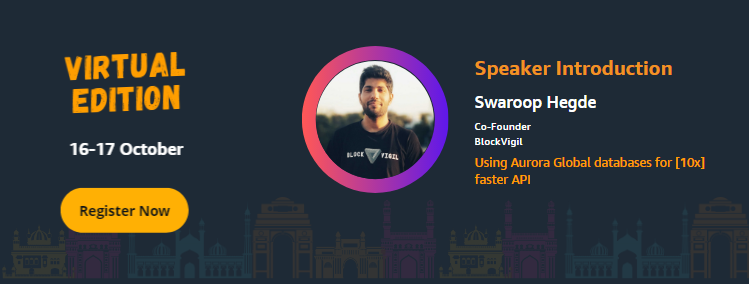 VIRTUAL
EDITION
16-17 October
Register Now
BLOCK VIGIL
Speaker Introduction
Swaroop Hegde
Co-Founder
BlockVigil
Using Aurora Global databases for [10x]
faster API